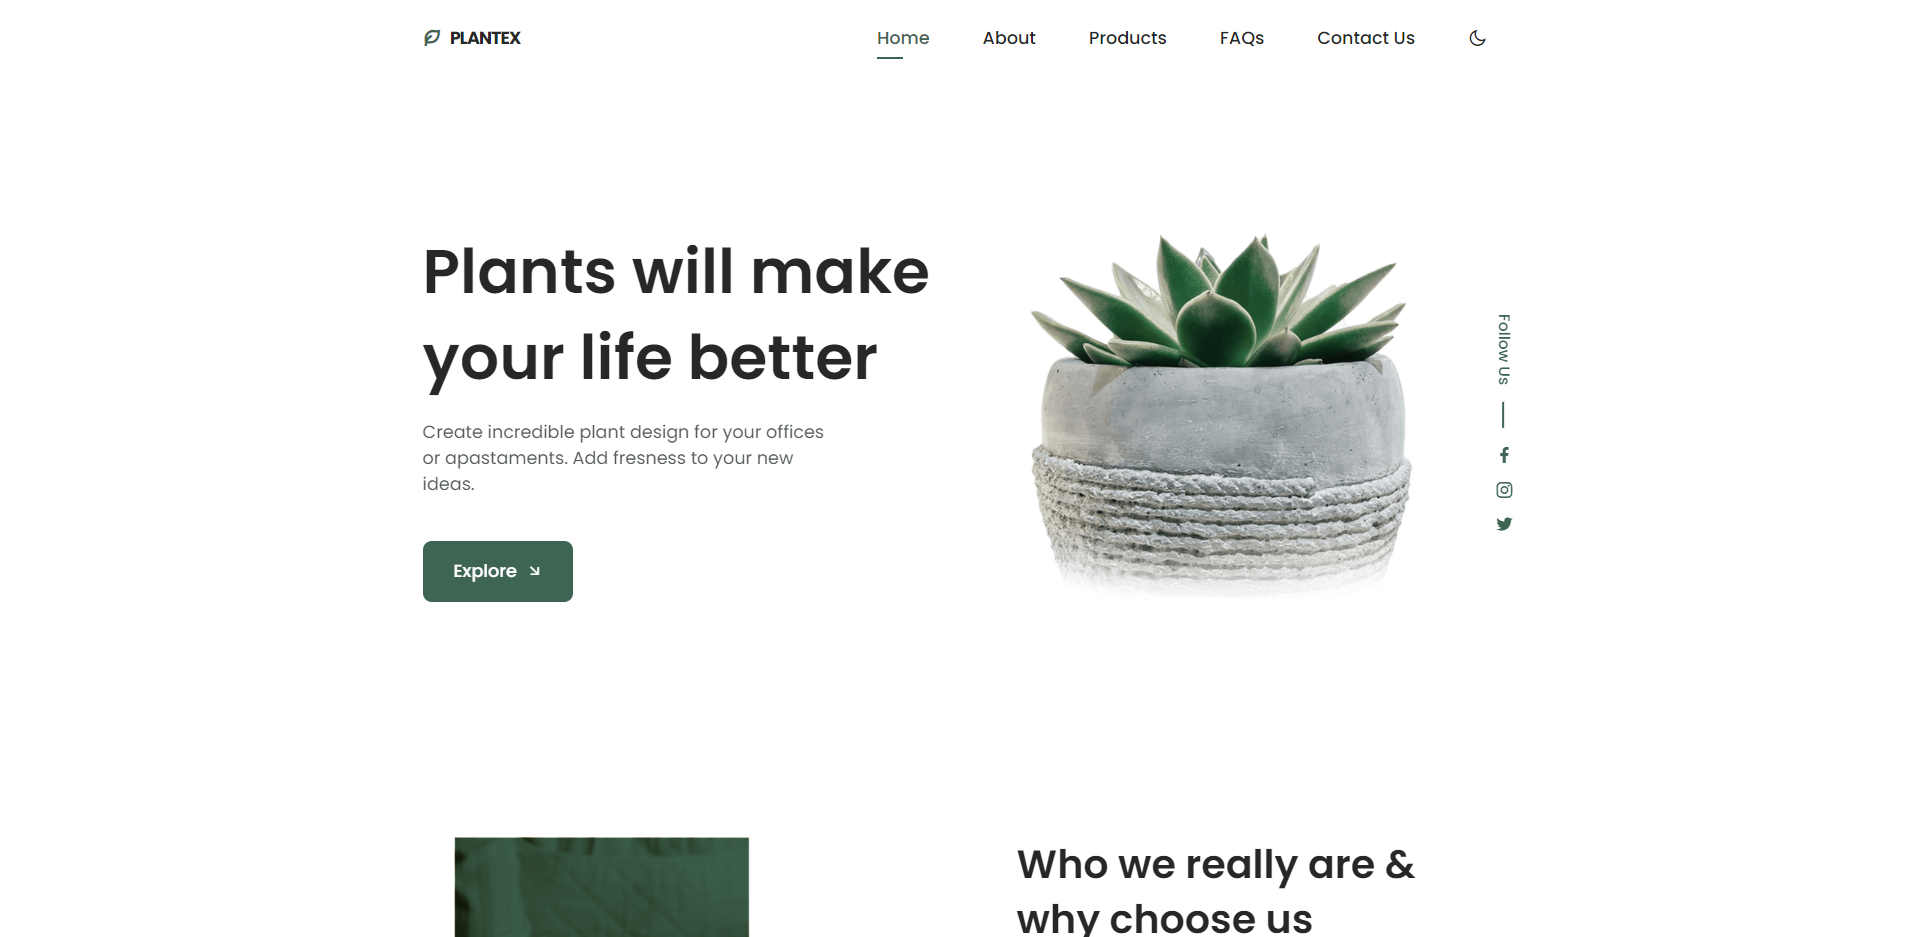 PLANTEX
Home
About
Products
FAQs
Contact Us
Plants will make
your life better
Create incredible plant design for your offices
or apastaments. Add fresness to your new
ideas.
Explore
Follow Us
Who we really are &
why choose us